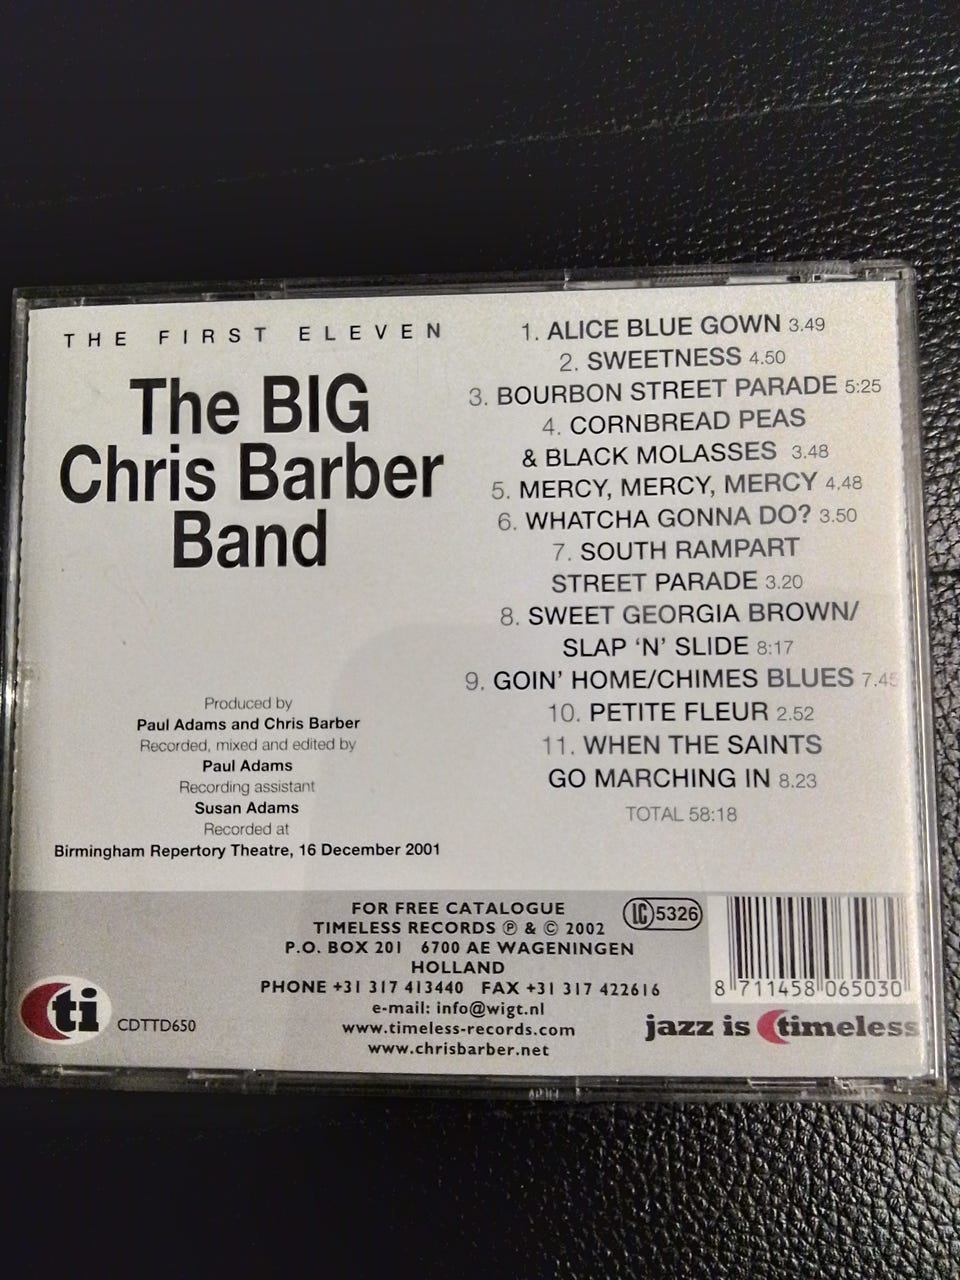 THE FIRST ELEVEN
The BIG
Chris Barber
Band
Produced by
Paul Adams and Chris Barber
Recorded, mixed and edited by
Paul Adams
Recording assistant
Susan Adams
Recorded at
Birmingham Repertory Theatre, 16 December 2001
1. ALICE BLUE GOWN 3.49
2. SWEETNESS 4.50
3. BOURBON STREET PARADE 5:25
4. CORNBREAD PEAS
& BLACK MOLASSES 3.48
5. MERCY, MERCY, MERCY 4.48
6. WHATCHA GONNA DO? 3.50
7. SOUTH RAMPART
STREET PARADE 3.20
8. SWEET GEORGIA BROWN/
SLAP ‘N’ SLIDE 8:17
9. GOIN’ HOME/CHIMES BLUES 7.45
10. PETITE FLEUR 2.52
11. WHEN THE SAINTS
GO MARCHING IN 8.23
TOTAL 58:18
FOR FREE CATALOGUE
TIMELESS RECORDS ℗ & © 2002
P.O. BOX 201 6700 AE WAGENINGEN
HOLLAND
PHONE +31 317 413440 FAX +31 317 422616
e-mail: info@wigt.nl
www.timeless-records.com
www.chrisbarber.net
ti
CDTTD650
LC 5326
8 711458 065030
jazz is timeless